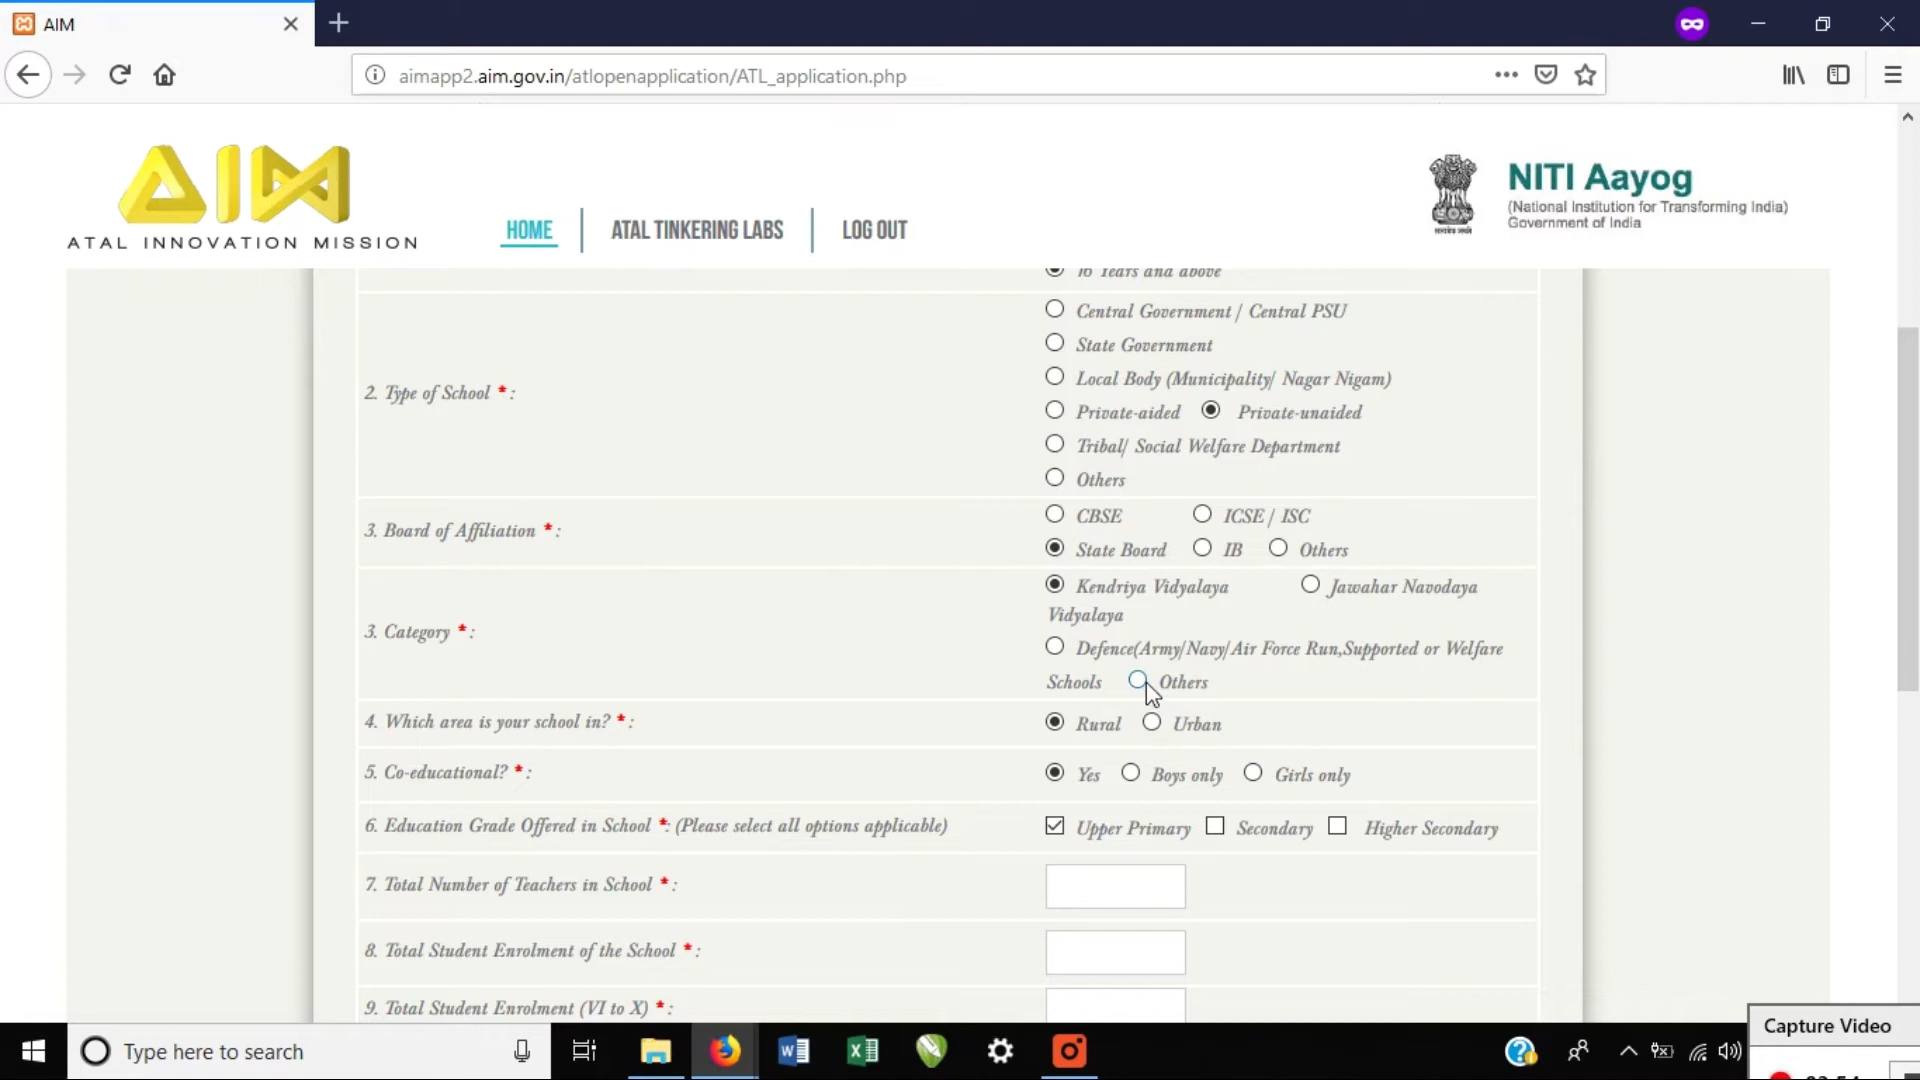 AIM
aimapp2.aim.gov.in/atlopenapplication/ATL_application.php
AIM
ATAL INNOVATION MISSION
HOME
ATAL TINKERING LABS
LOG OUT
NITI Aayog
(National Institution for Transforming India)
Government of India
16 Years and above
2. Type of School * :
Central Government / Central PSU
State Government
Local Body (Municipality/ Nagar Nigam)
Private-aided Private-unaided
Tribal/ Social Welfare Department
Others
3. Board of Affiliation * :
CBSE ICSE / ISC
State Board IB Others
3. Category * :
Kendriya Vidyalaya Jawahar Navodaya
Vidyalaya
Defence(Army/Navy/Air Force Run,Supported or Welfare
Schools Others
4. Which area is your school in? * :
Rural Urban
5. Co-educational? * :
Yes Boys only Girls only
6. Education Grade Offered in School *: (Please select all options applicable)
Upper Primary Secondary Higher Secondary
7. Total Number of Teachers in School * :
8. Total Student Enrolment of the School * :
9. Total Student Enrolment (VI to X) * :
Capture Video
Type here to search